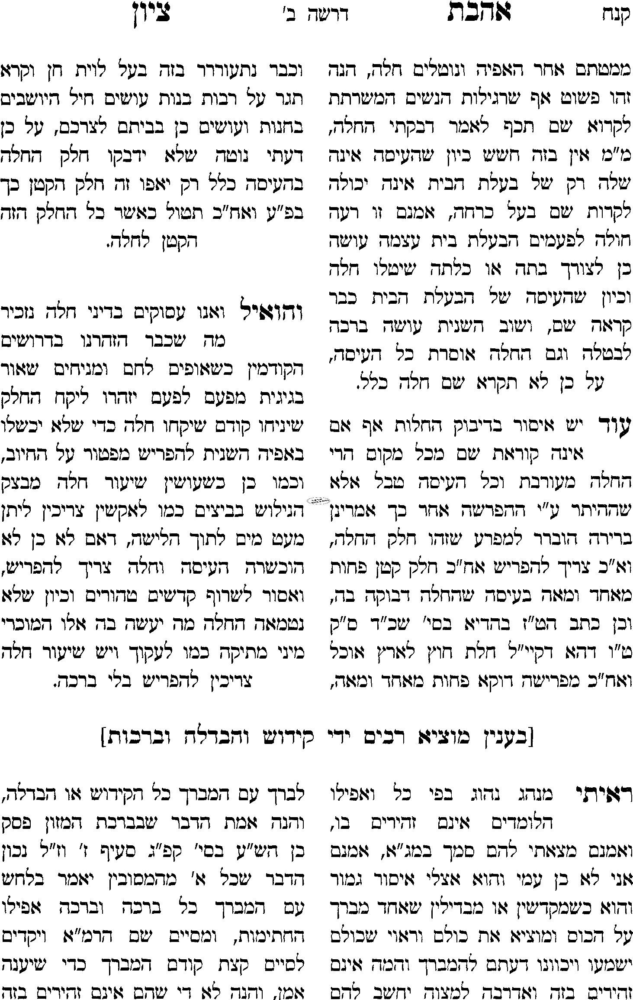 קנח אהבת דרשה ב' ציון
ממטתם אחר האפיה ונוטלים חלה, הנה
זהו פשוט אף שרגילות הנשים המשרתת
לקרוא שם תכף לאמר דבקתי החלה,
מ"מ אין בזה חשש כיון שהעיסה אינה
שלה רק של בעלת הבית אינה יכולה
לקרות שם בעל כרחה, אמנם זו רעה
חולה לפעמים הבעלת בית עצמה עושה
כן לצורך בתה או כלתה שיטלו חלה
וכיון שהעיסה של הבעלת הבית כבר
קראה שם, ושוב השנית עושה ברכה
לבטלה וגם החלה אוסרת כל העיסה,
על כן לא תקרא שם חלה כלל.
עוד יש איסור בדיבוק החלות אף אם
אינה קוראת שם מכל מקום הרי
החלה מעורבת וכל העיסה טבל אלא
שההיתר ע"י ההפרשה אחר כך אמרינן
ברירה הוברר למפרע שזהו חלק החלה,
וא"כ צריך להפריש אח"כ חלק קטן פחות
מאחד ומאה בעיסה שהחלה דבוקה בה,
וכן כתב הט"ז בהדיא בסי' שכ"ד ס"ק
ט"ו דהא דקיי"ל חלת חוץ לארץ אוכל
ואח"כ מפרישה דוקא פחות מאחד ומאה,
וכבר נתעוררר בזה בעל לוית חן וקרא
תגר על רבות בנות עושים חיל היושבים
בחנות ועושים כן בביתם לצרכם, על כן
דעתי נוטה שלא ידבקו חלק החלה
בהעיסה כלל רק יאפו זה חלק הקטן כך
בפ"ע ואח"כ תטול כאשר כל החלק הזה
הקטן לחלה.
והואיל ואנו עסוקים בדיני חלה נזכיר
מה שכבר הזהרנו בדרושים
הקודמין כשאופים לחם ומניחים שאור
בגיגית מפעם לפעם יזהרו ליקח החלק
שיניחו קודם שיקחו חלה כדי שלא יכשלו
באפיה השנית להפריש מפטור על החיוב,
וכמו כן כשעושין שיעור חלה מבצק
הנילוש בביצים כמו לאקשין צריכין ליתן
מעט מים לתוך הלישה, דאם לא כן לא
הוכשרה העיסה וחלה צריך להפריש,
ואסור לשרוף קדשים טהורים וכיון שלא
נטמאה החלה מה יעשה בה אלו המוכרי
מיני מתיקה כמו לעקוך ויש שיעור חלה
צריכין להפריש בלי ברכה.
[בענין מוציא רבים ידי קידוש והבדלה וברכות]
ראיתי מנהג נהוג בפי כל ואפילו
הלומדים אינם זהירים בו,
ואמנם מצאתי להם סמך במג"א, אמנם
אני לא כן עמי והוא אצלי איסור גמור
והוא כשמקדשין או מבדילין שאחד מברך
על הכוס ומוציא את כולם וראוי שכולם
ישמעו ויכוונו דעתם להמברך והמה אינם
זהירים בזה ואדרבה למצוה יחשב להם
לברך עם המברך כל הקידוש או הבדלה,
והנה אמת הדבר שבברכת המזון פסק
כן הש"ע בסי' קפ"ג סעיף ז' וז"ל נכון
הדבר שכל א' מהמסובין יאמר בלחש
עם המברך כל ברכה וברכה אפילו
החתימות, ומסיים שם הרמ"א ויקדים
לסיים קצת קודם המברך כדי שיענה
אמן, והנה לא די שהם אינם זהירים בזה